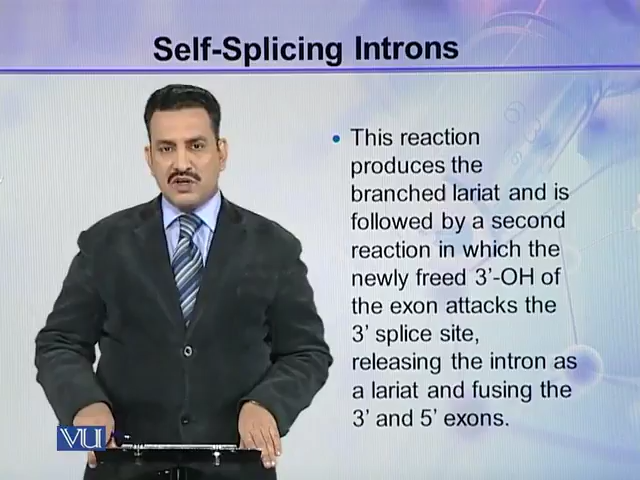 Self-Splicing Introns
• This reaction
produces the
branched lariat and is
followed by a second
reaction in which the
newly freed 3’-OH of
the exon attacks the
3’ splice site,
releasing the intron as
a lariat and fusing the
3’ and 5’ exons.
VU